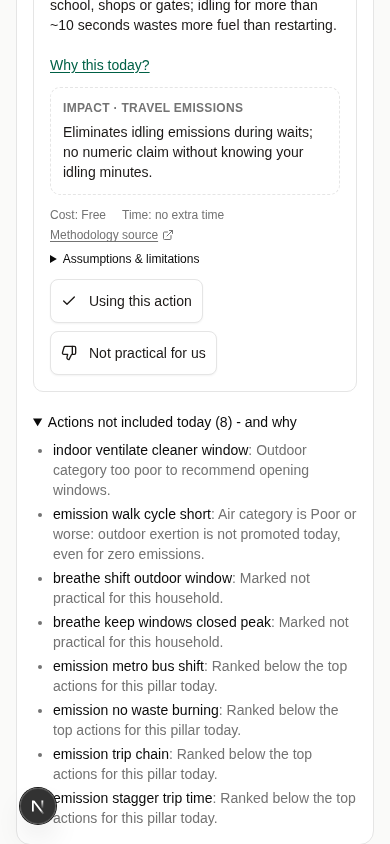 school, shops or gates; idling for more than
~10 seconds wastes more fuel than restarting.
Why this today?
IMPACT · TRAVEL EMISSIONS
Eliminates idling emissions during waits;
no numeric claim without knowing your
idling minutes.
Cost: Free Time: no extra time
Methodology source
Assumptions & limitations
Using this action
Not practical for us
Actions not included today (8) - and why
indoor ventilate cleaner window: Outdoor
category too poor to recommend opening
windows.
emission walk cycle short: Air category is Poor or
worse: outdoor exertion is not promoted today,
even for zero emissions.
breathe shift outdoor window: Marked not
practical for this household.
breathe keep windows closed peak: Marked not
practical for this household.
emission metro bus shift: Ranked below the top
actions for this pillar today.
emission no waste burning: Ranked below the
top actions for this pillar today.
emission trip chain: Ranked below the top
actions for this pillar today.
emission stagger trip time: Ranked below the top
actions for this pillar today.
N